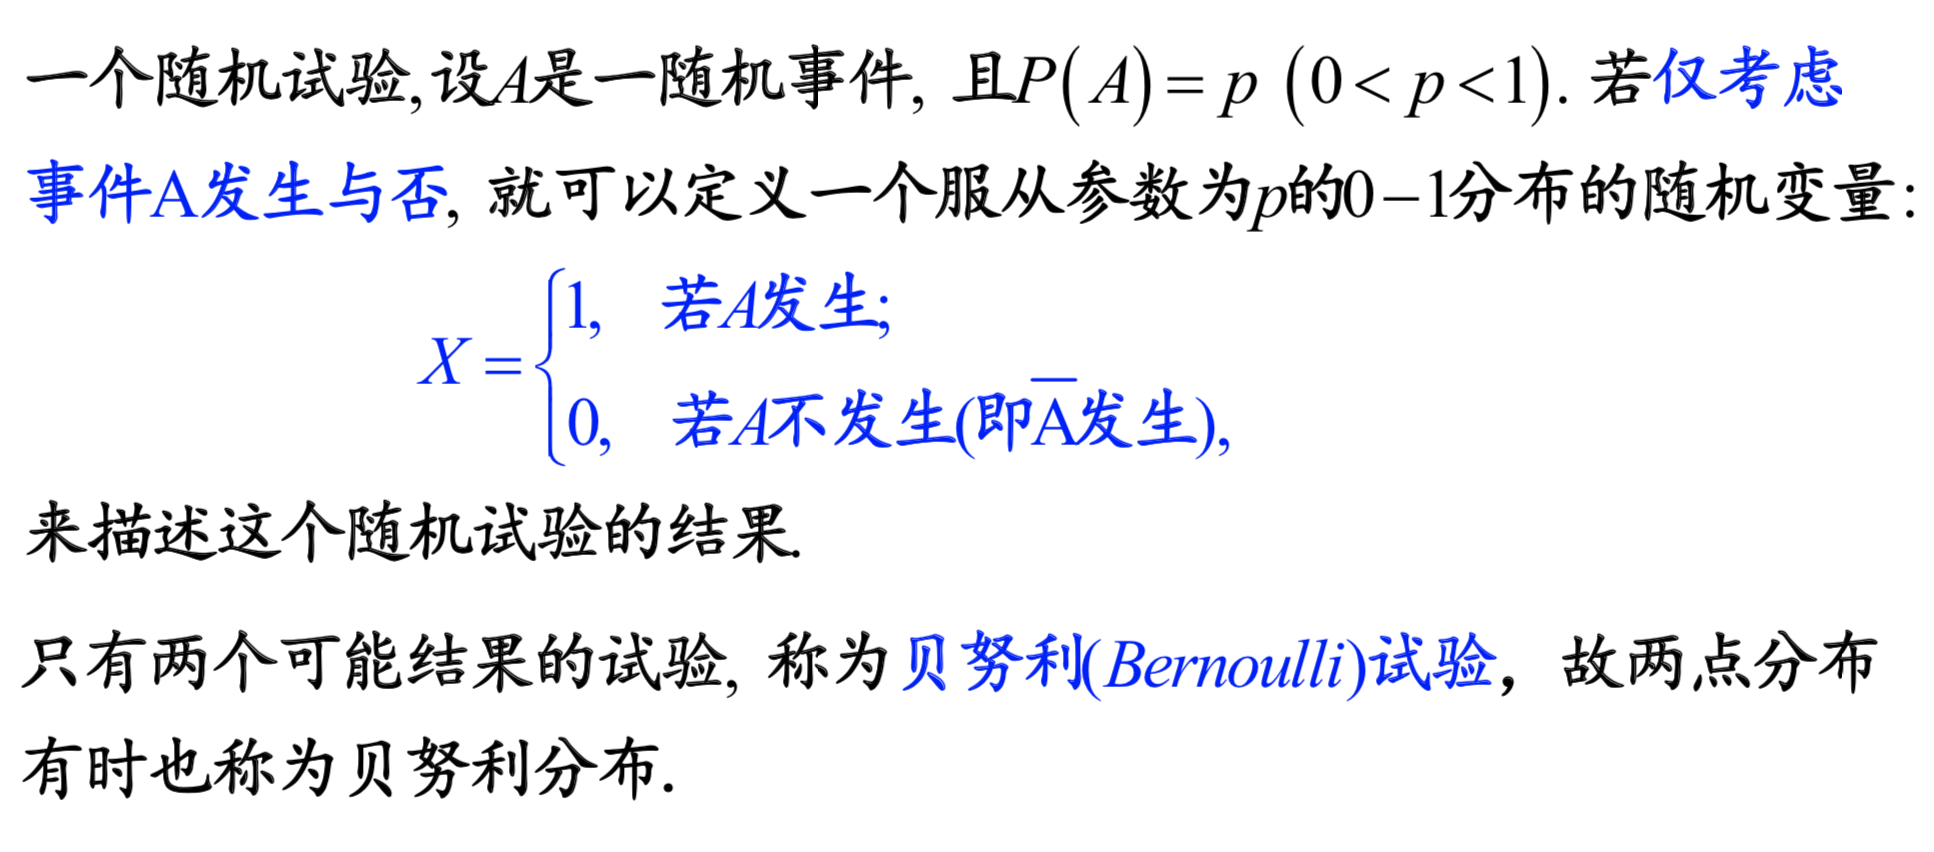 一个随机试验,设A是一随机事件, 且P(A)= p (0< p<1). 若仅考虑
事件A发生与否, 就可以定义一个服从参数为p的0–1分布的随机变量:
X = { 1, 若A发生;
0, 若A不发生(即A̅发生),
来描述这个随机试验的结果.
只有两个可能结果的试验, 称为贝努利(Bernoulli)试验，故两点分布
有时也称为贝努利分布.